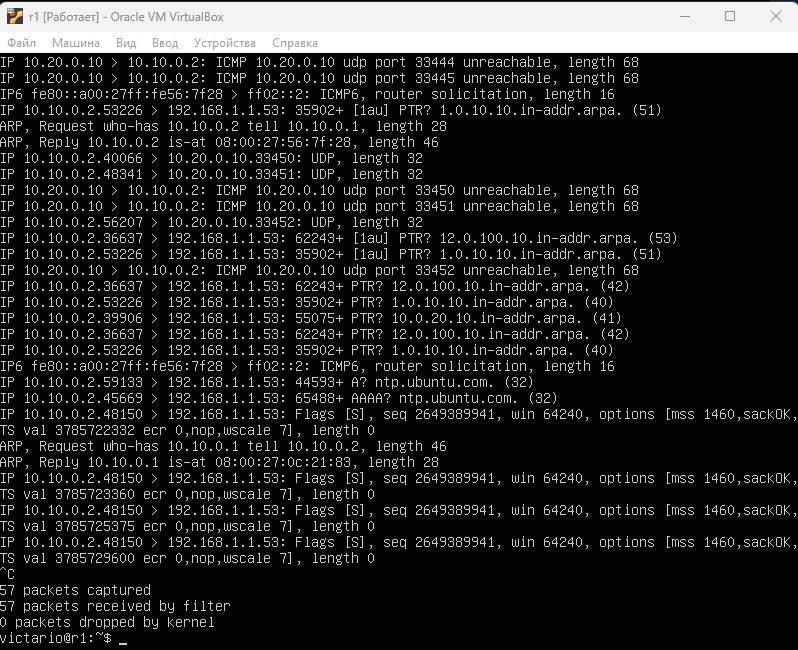 r1 [Работает] - Oracle VM VirtualBox
Файл Машина Вид Ввод Устройства Справка
IP 10.20.0.10 > 10.10.0.2: ICMP 10.20.0.10 udp port 33444 unreachable, length 68
IP 10.20.0.10 > 10.10.0.2: ICMP 10.20.0.10 udp port 33445 unreachable, length 68
IP6 fe80::a00:27ff:fe56:7f28 > ff02::2: ICMP6, router solicitation, length 16
IP 10.10.0.2.53226 > 192.168.1.1.53: 35902+ [1au] PTR? 1.0.10.10.in-addr.arpa. (51)
ARP, Request who-has 10.10.0.2 tell 10.10.0.1, length 28
ARP, Reply 10.10.0.2 is-at 08:00:27:56:7f:28, length 46
IP 10.10.0.2.40066 > 10.20.0.10.33450: UDP, length 32
IP 10.10.0.2.48341 > 10.20.0.10.33451: UDP, length 32
IP 10.20.0.10 > 10.10.0.2: ICMP 10.20.0.10 udp port 33450 unreachable, length 68
IP 10.20.0.10 > 10.10.0.2: ICMP 10.20.0.10 udp port 33451 unreachable, length 68
IP 10.10.0.2.56207 > 10.20.0.10.33452: UDP, length 32
IP 10.10.0.2.36637 > 192.168.1.1.53: 62243+ [1au] PTR? 12.0.100.10.in-addr.arpa. (53)
IP 10.10.0.2.53226 > 192.168.1.1.53: 35902+ [1au] PTR? 1.0.10.10.in-addr.arpa. (51)
IP 10.20.0.10 > 10.10.0.2: ICMP 10.20.0.10 udp port 33452 unreachable, length 68
IP 10.10.0.2.36637 > 192.168.1.1.53: 62243+ PTR? 12.0.100.10.in-addr.arpa. (42)
IP 10.10.0.2.53226 > 192.168.1.1.53: 35902+ PTR? 1.0.10.10.in-addr.arpa. (40)
IP 10.10.0.2.39906 > 192.168.1.1.53: 55075+ PTR? 10.0.20.10.in-addr.arpa. (41)
IP 10.10.0.2.36637 > 192.168.1.1.53: 62243+ PTR? 12.0.100.10.in-addr.arpa. (42)
IP 10.10.0.2.53226 > 192.168.1.1.53: 35902+ PTR? 1.0.10.10.in-addr.arpa. (40)
IP6 fe80::a00:27ff:fe56:7f28 > ff02::2: ICMP6, router solicitation, length 16
IP 10.10.0.2.59133 > 192.168.1.1.53: 44593+ A? ntp.ubuntu.com. (32)
IP 10.10.0.2.45669 > 192.168.1.1.53: 65488+ AAAA? ntp.ubuntu.com. (32)
IP 10.10.0.2.48150 > 192.168.1.1.53: Flags [S], seq 2649389941, win 64240, options [mss 1460,sackOK,
TS val 3785722332 ecr 0,nop,wscale 7], length 0
ARP, Request who-has 10.10.0.1 tell 10.10.0.2, length 46
ARP, Reply 10.10.0.1 is-at 08:00:27:0c:21:83, length 28
IP 10.10.0.2.48150 > 192.168.1.1.53: Flags [S], seq 2649389941, win 64240, options [mss 1460,sackOK,
TS val 3785723360 ecr 0,nop,wscale 7], length 0
IP 10.10.0.2.48150 > 192.168.1.1.53: Flags [S], seq 2649389941, win 64240, options [mss 1460,sackOK,
TS val 3785725375 ecr 0,nop,wscale 7], length 0
IP 10.10.0.2.48150 > 192.168.1.1.53: Flags [S], seq 2649389941, win 64240, options [mss 1460,sackOK,
TS val 3785729600 ecr 0,nop,wscale 7], length 0
^C
57 packets captured
57 packets received by filter
0 packets dropped by kernel
victario@r1:~$ _